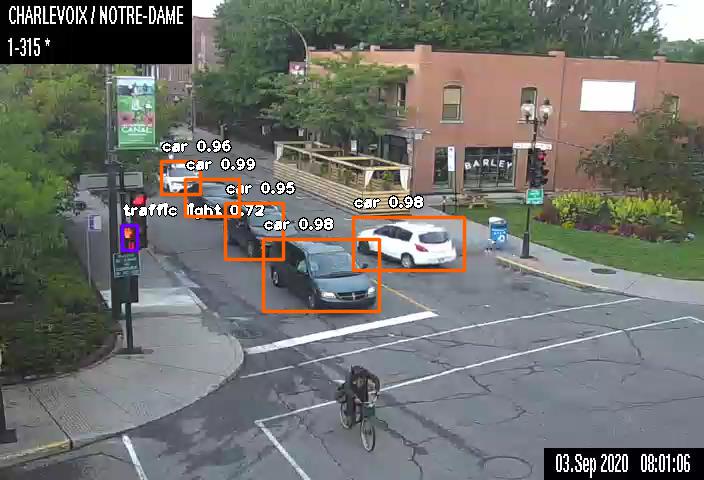 CHARLEVOIX / NOTRE-DAME
1-315 *
CANAL
car 0.96
car 0.99
car 0.95
traffic light 0.72
car 0.98
car 0.98
BARLEY
03.Sep 2020 08:01:06